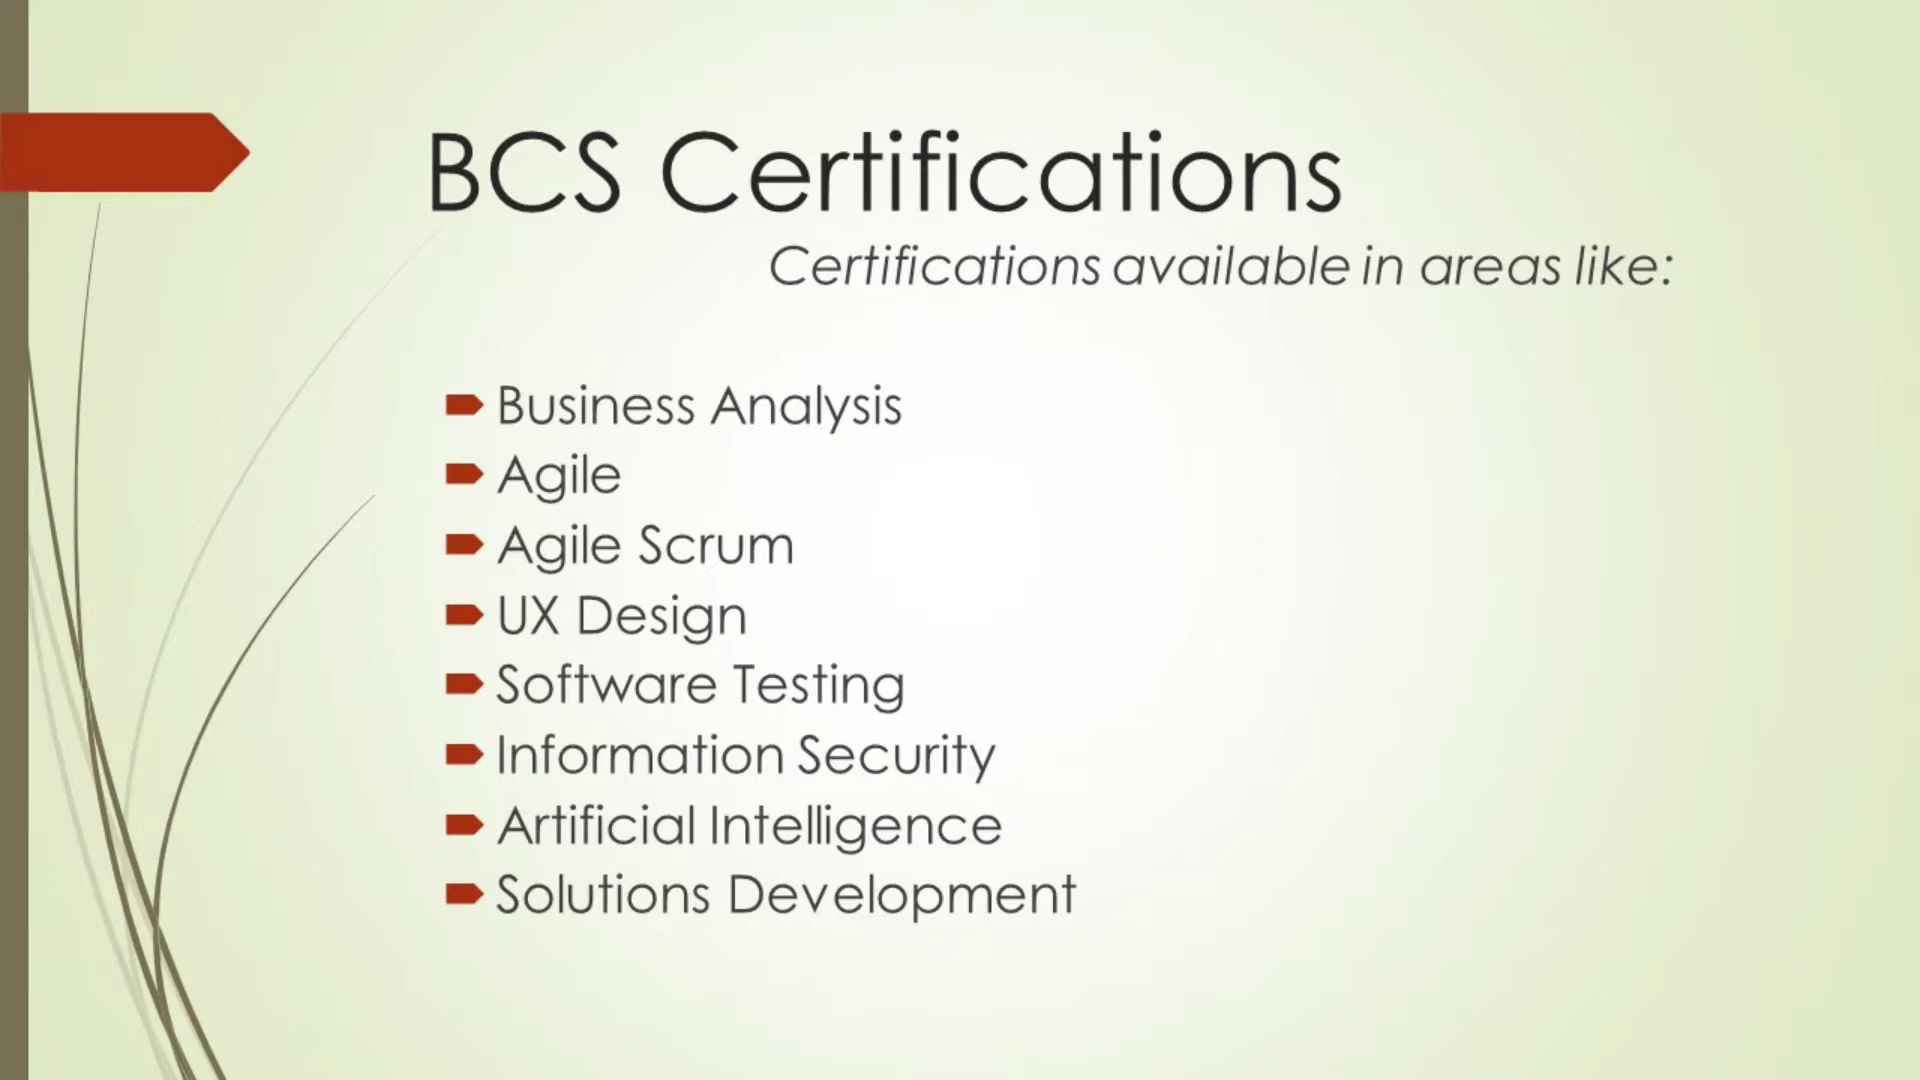 BCS Certifications
Certifications available in areas like:
Business Analysis
Agile
Agile Scrum
UX Design
Software Testing
Information Security
Artificial Intelligence
Solutions Development